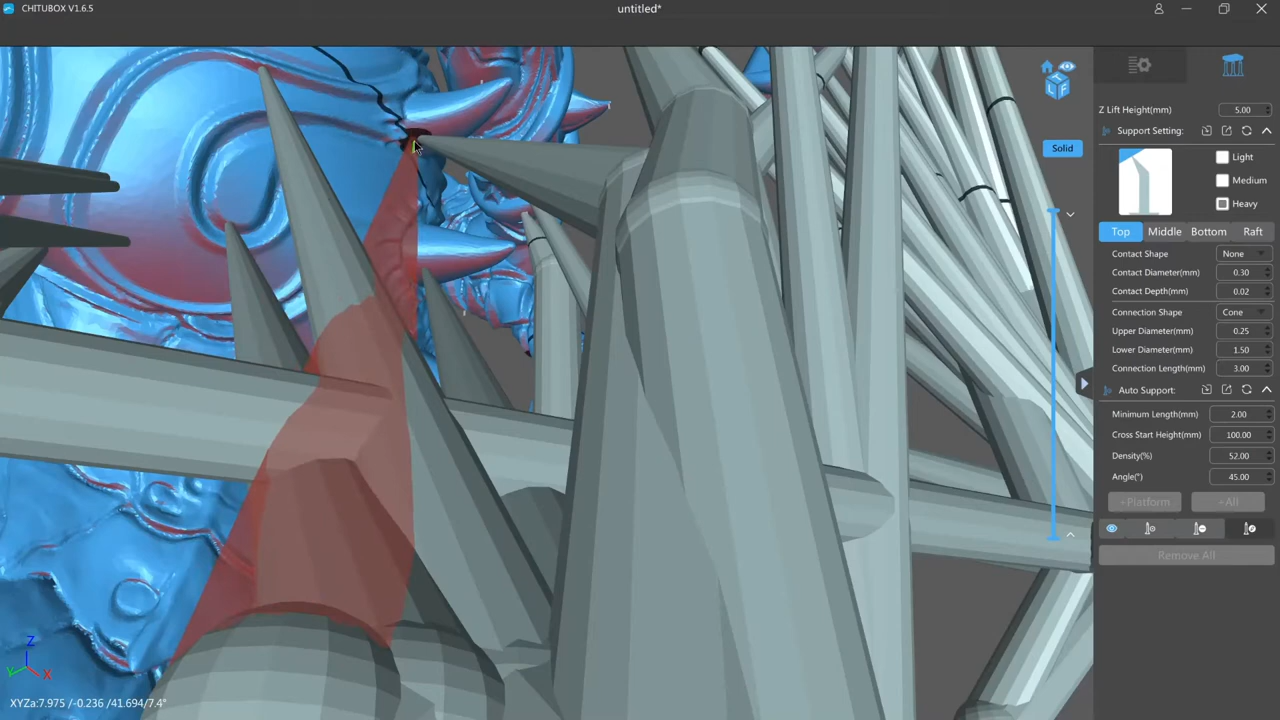 CHITUBOX V1.6.5
untitled*
Z Lift Height(mm) 5.00
Support Setting:
Light
Medium
Heavy
Top Middle Bottom Raft
Contact Shape None
Contact Diameter(mm) 0.30
Contact Depth(mm) 0.02
Connection Shape Cone
Upper Diameter(mm) 0.25
Lower Diameter(mm) 1.50
Connection Length(mm) 3.00
Auto Support:
Minimum Length(mm) 2.00
Cross Start Height(mm) 100.00
Density(%) 52.00
Angle(°) 45.00
+Platform +All
Remove All
Solid
T
L F
Z
Y X
XYZa:7.975 /-0.236 /41.694/7.4°